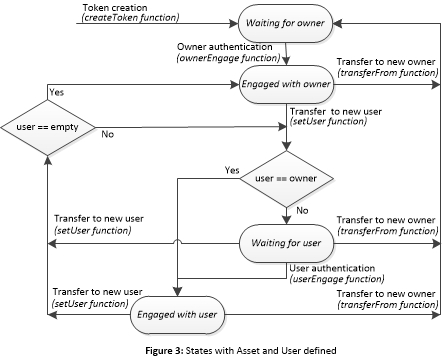 Token creation
(createToken function)
Waiting for owner
Owner authentication
(ownerEngage function)
Transfer to new owner
(transferFrom function)
Engaged with owner
Yes
Transfer to new user
(setUser function)
user == empty
No
Yes
user == owner
No
Transfer to new user
(setUser function)
Transfer to new owner
(transferFrom function)
Waiting for user
User authentication
(userEngage function)
Transfer to new user
(setUser function)
Transfer to new owner
(transferFrom function)
Engaged with user
Figure 3: States with Asset and User defined